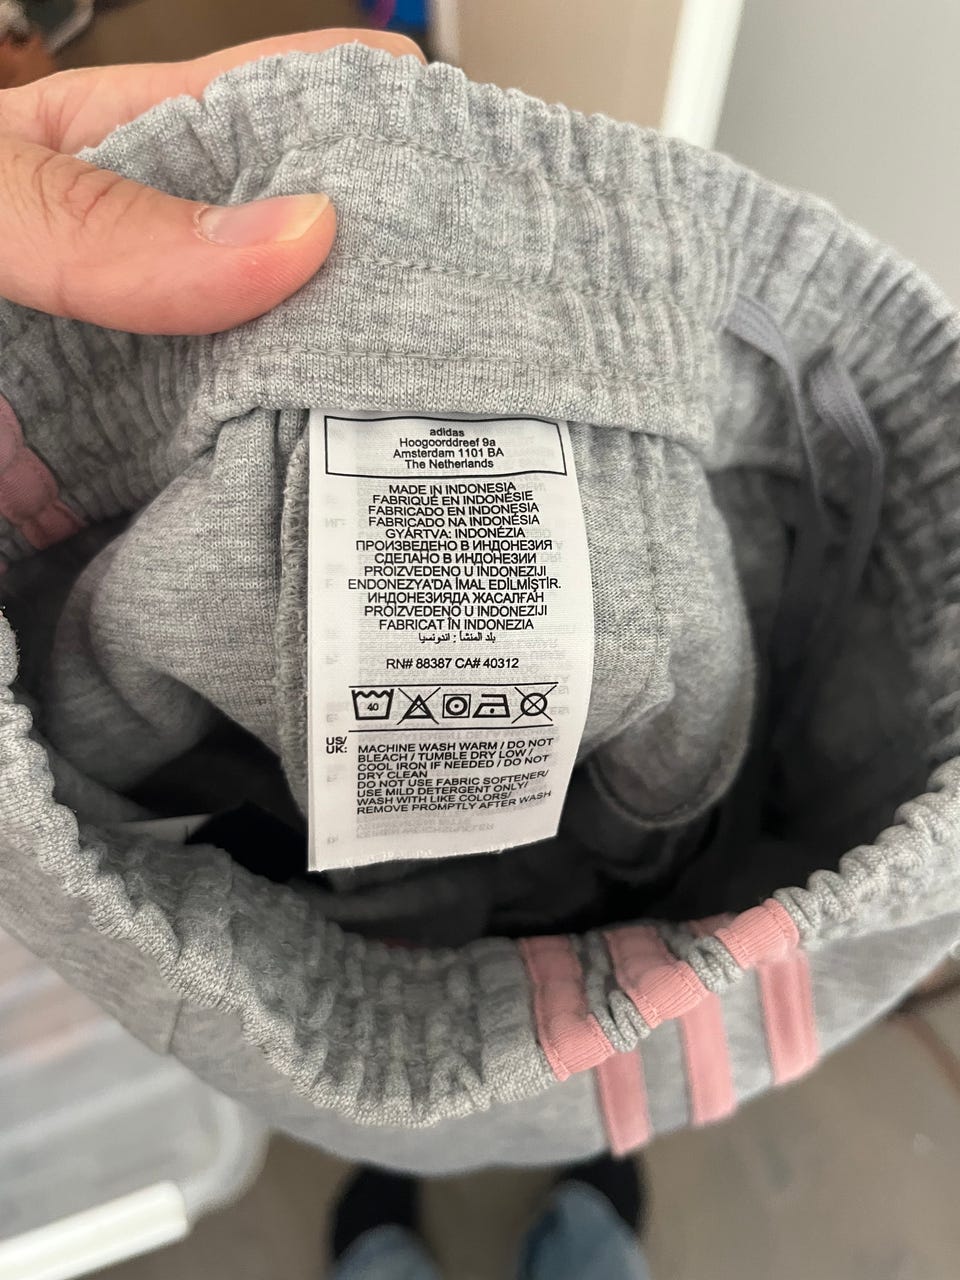 adidas
Hoogoorddreef 9a
Amsterdam 1101 BA
The Netherlands
MADE IN INDONESIA
FABRIQUÉ EN INDONÉSIE
FABRICADO EN INDONESIA
FABRICADO NA INDONÉSIA
GYÁRTVA: INDONÉZIA
ПРОИЗВЕДЕНО В ИНДОНЕЗИЯ
СДЕЛАНО В ИНДОНЕЗИИ
PROIZVEDENO U INDONEZIJI
ENDONEZYA'DA İMAL EDİLMİŞTİR.
ИНДОНЕЗИЯДА ЖАСАЛҒАН
PROIZVEDENO U INDONEZIJI
FABRICAT ÎN INDONEZIA
بلد المنشأ : اندونسيا
RN# 88387 CA# 40312
40
US/
UK: MACHINE WASH WARM / DO NOT
BLEACH / TUMBLE DRY LOW /
COOL IRON IF NEEDED / DO NOT
DRY CLEAN
DO NOT USE FABRIC SOFTENER/
USE MILD DETERGENT ONLY/
WASH WITH LIKE COLORS/
REMOVE PROMPTLY AFTER WASH